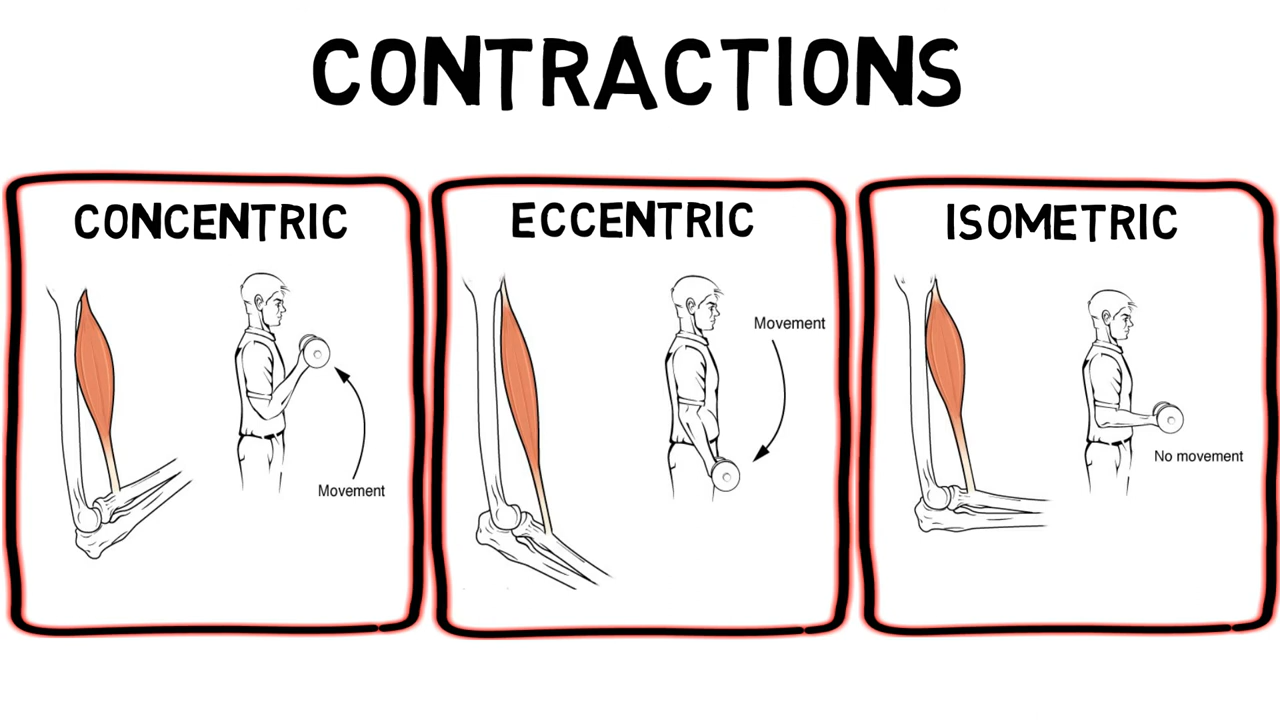 CONTRACTIONS
CONCENTRIC
Movement
ECCENTRIC
Movement
ISOMETRIC
No movement